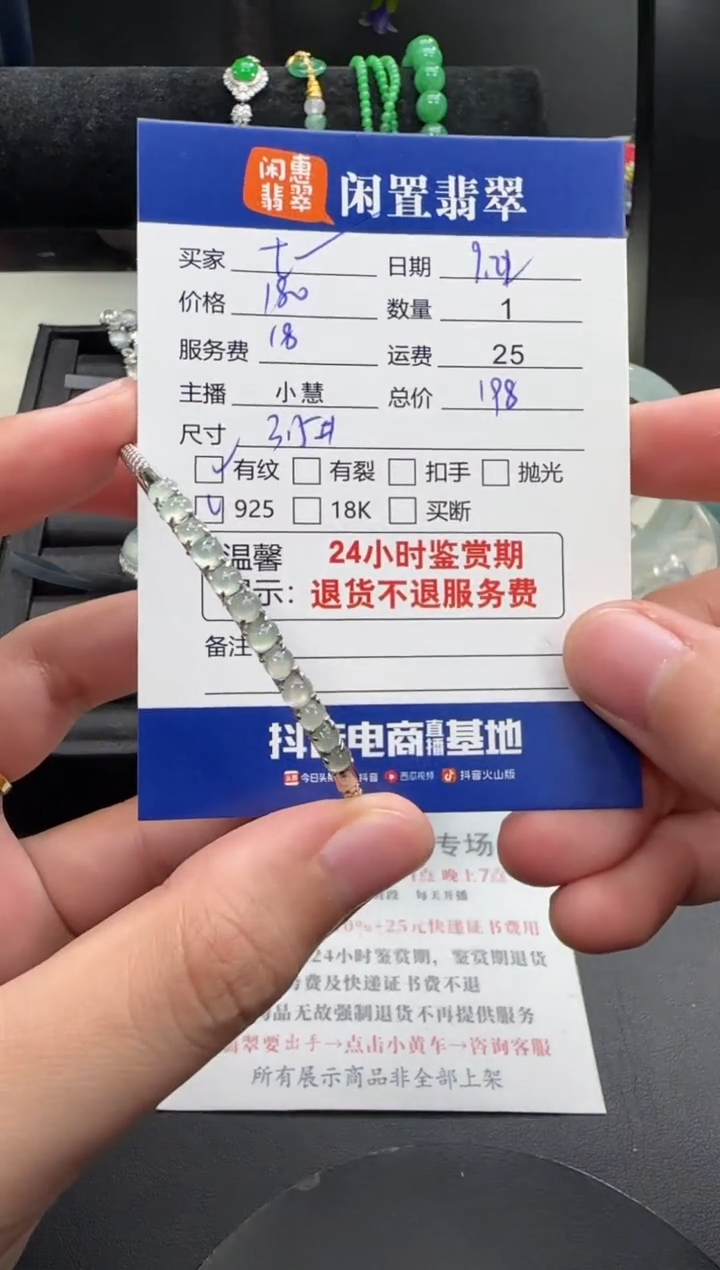 闲惠翡翠 闲置翡翠
买家 七 日期 9.21
价格 180 数量 1
服务费 18 运费 25
主播 小慧 总价 198
尺寸 3.5
有纹 有裂 扣手 抛光
925 18K 买断
温馨 24小时鉴赏期
示: 退货不退服务费
备注
抖音电商直播基地
今日头 抖音 西瓜视频 抖音火山版
专场
晚上7点
每天开播
0%+25元快递证书费用
24小时鉴赏期，鉴赏期退货
费及快递证书费不退
商品无故强制退货不再提供服务
翡翠要出手→点击小黄车→咨询客服
所有展示商品非全部上架